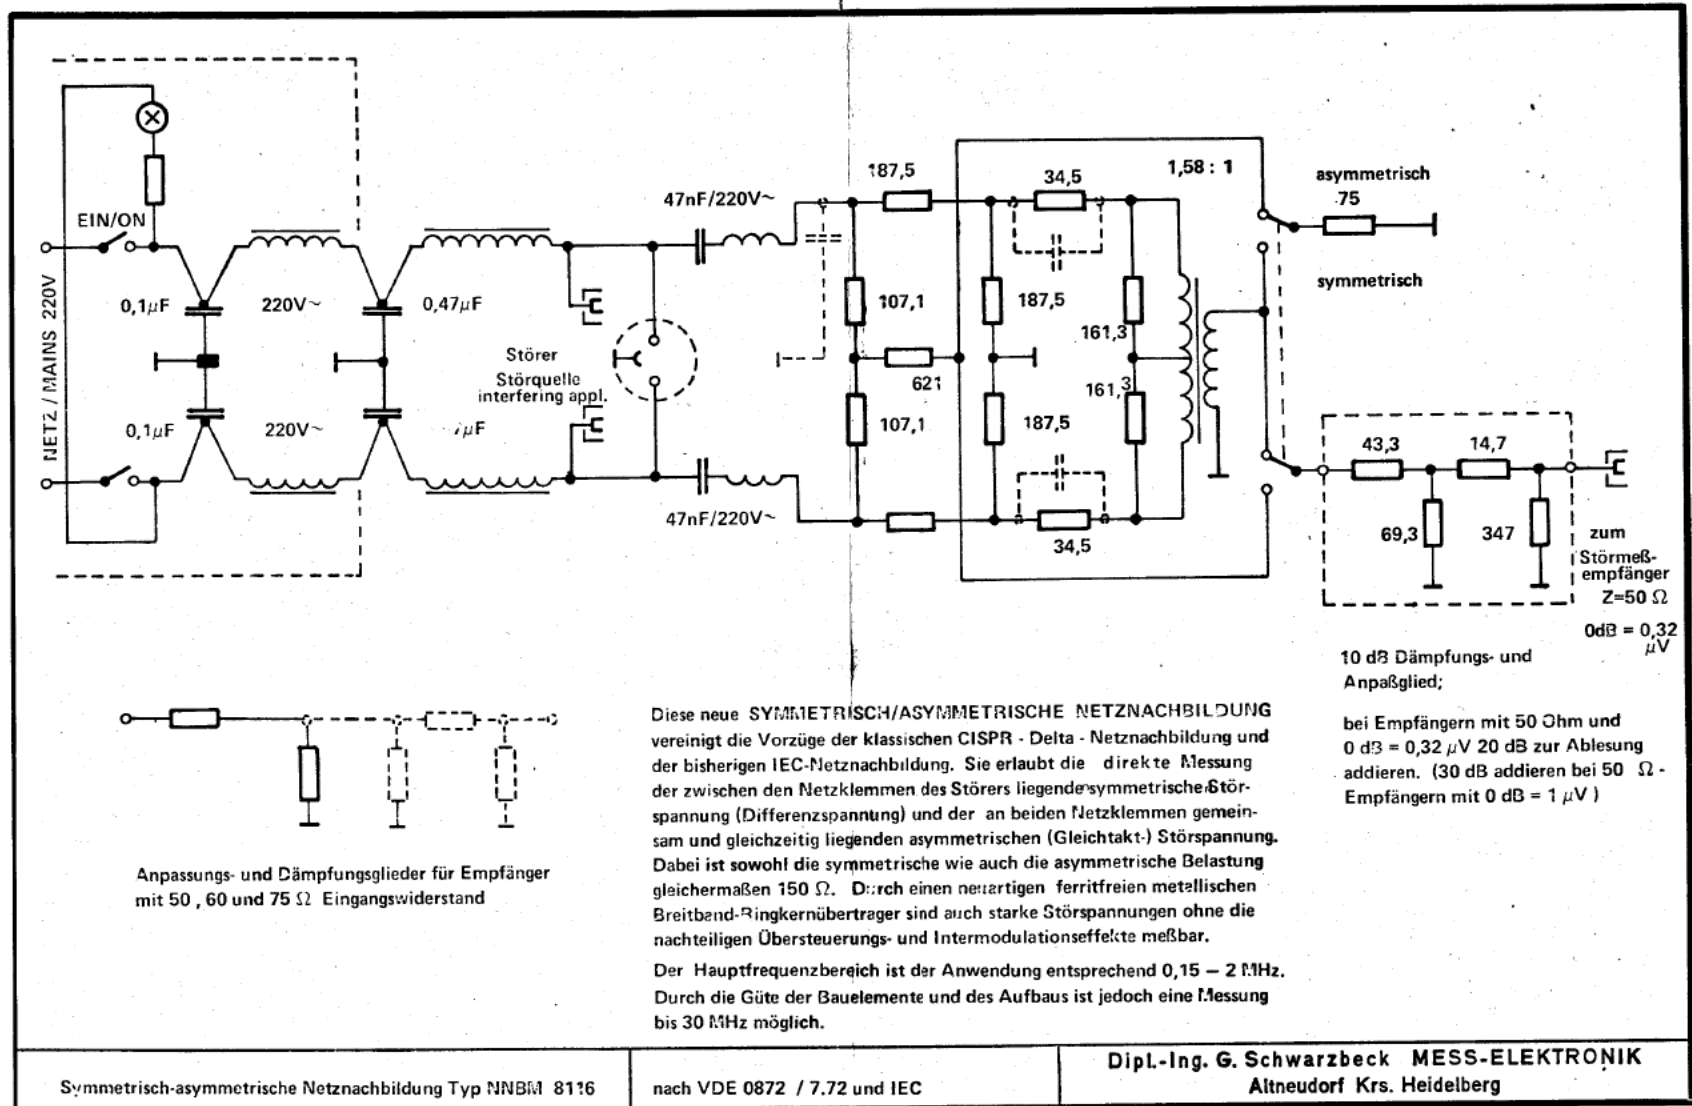 EIN/ON
NETZ / MAINS 220V
0,1µF
220V~
0,47µF
0,1µF
220V~
µF
Störer
Störquelle
interfering appl.
47nF/220V~
47nF/220V~
187,5
107,1
107,1
621
187,5
187,5
34,5
34,5
161,3
161,3
1,58 : 1
asymmetrisch
75
symmetrisch
43,3
14,7
69,3
347
zum
Störmeß-
empfänger
Z=50 Ω
0dB = 0,32
µV
10 dB Dämpfungs- und
Anpaßglied;
bei Empfängern mit 50 Ohm und
0 dB = 0,32 µV 20 dB zur Ablesung
addieren. (30 dB addieren bei 50 Ω -
Empfängern mit 0 dB = 1 µV )
Anpassungs- und Dämpfungsglieder für Empfänger
mit 50 , 60 und 75 Ω Eingangswiderstand
Diese neue SYMMETRISCH/ASYMMETRISCHE NETZNACHBILDUNG
vereinigt die Vorzüge der klassischen CISPR - Delta - Netznachbildung und
der bisherigen IEC-Netznachbildung. Sie erlaubt die direkte Messung
der zwischen den Netzklemmen des Störers liegende symmetrische Stör-
spannung (Differenzspannung) und der an beiden Netzklemmen gemein-
sam und gleichzeitig liegenden asymmetrischen (Gleichtakt-) Störspannung.
Dabei ist sowohl die symmetrische wie auch die asymmetrische Belastung
gleichermaßen 150 Ω. Durch einen neuartigen ferritfreien metallischen
Breitband-Ringkernübertrager sind auch starke Störspannungen ohne die
nachteiligen Übersteuerungs- und Intermodulationseffekte meßbar.
Der Hauptfrequenzbereich ist der Anwendung entsprechend 0,15 – 2 MHz.
Durch die Güte der Bauelemente und des Aufbaus ist jedoch eine Messung
bis 30 MHz möglich.
Symmetrisch-asymmetrische Netznachbildung Typ NNBM 8116
nach VDE 0872 / 7.72 und IEC
Dipl.-Ing. G. Schwarzbeck MESS-ELEKTRONIK
Altneudorf Krs. Heidelberg